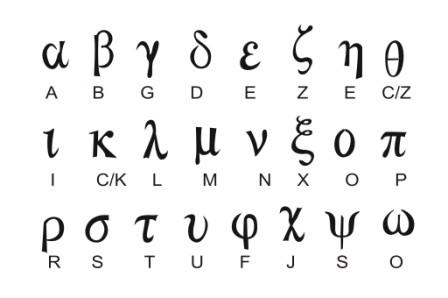 α β γ δ ε ζ η θ
A B G D E Z E C/Z
ι κ λ μ ν ξ ο π
I C/K L M N X O P
ρ σ τ υ φ χ ψ ω
R S T U F J S O